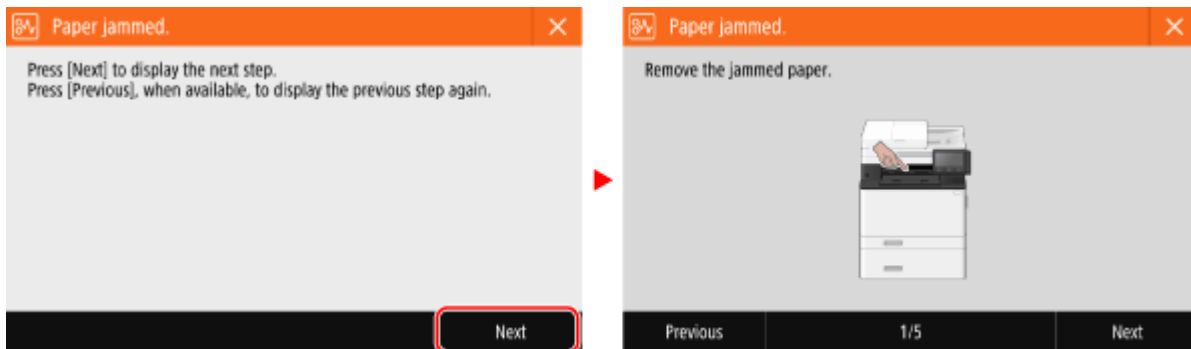 Paper jammed.
Press [Next] to display the next step.
Press [Previous], when available, to display the previous step again.
Next
Paper jammed.
Remove the jammed paper.
Previous
1/5
Next